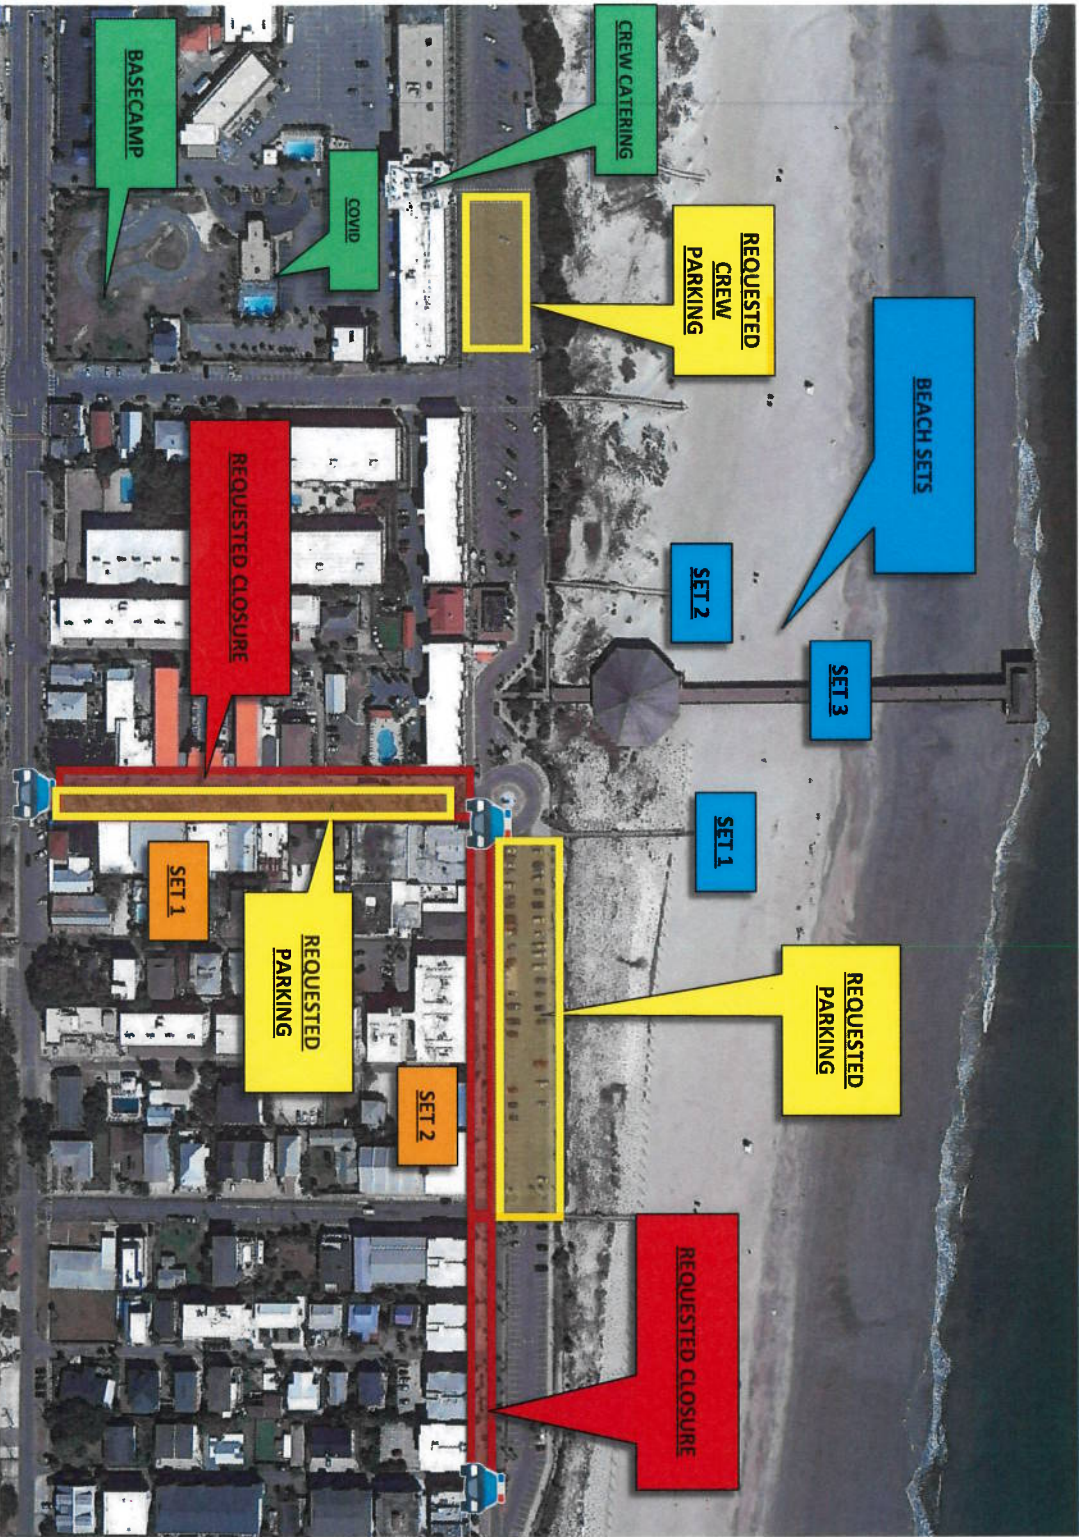 BEACH SETS
REQUESTED
PARKING
SET 3
REQUESTED
CREW
PARKING
SET 1
SET 2
REQUESTED CLOSURE
CREW CATERING
SET 2
COVID
REQUESTED
PARKING
REQUESTED CLOSURE
SET 1
BASECAMP